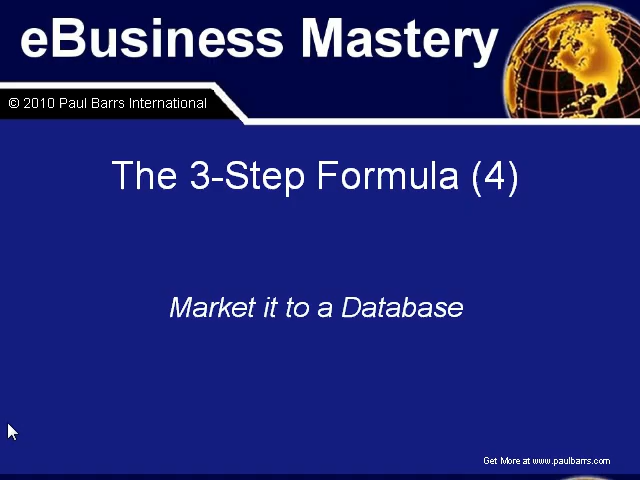 eBusiness Mastery
© 2010 Paul Barrs International
The 3-Step Formula (4)
Market it to a Database
Get More at www.paulbarrs.com